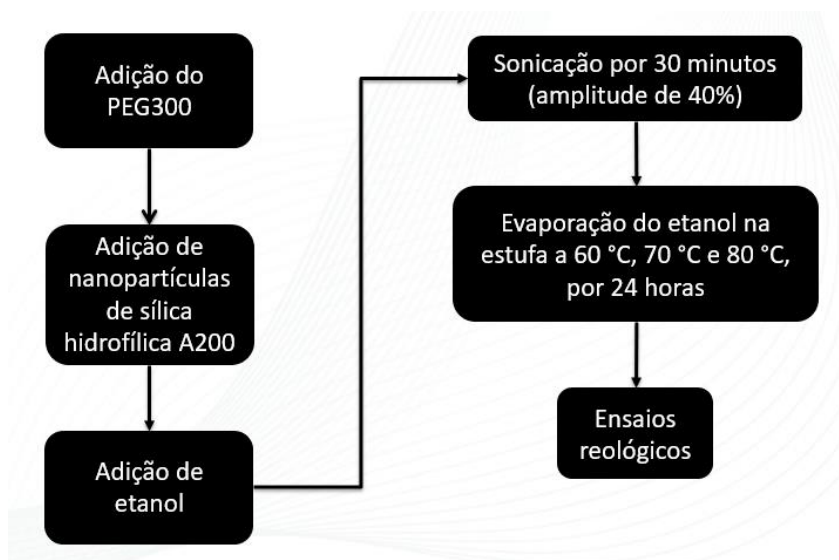 Adição do
PEG300
Adição de
nanopartículas
de sílica
hidrofílica A200
Adição de
etanol
Sonicação por 30 minutos
(amplitude de 40%)
Evaporação do etanol na
estufa a 60 °C, 70 °C e 80 °C,
por 24 horas
Ensaios
reológicos